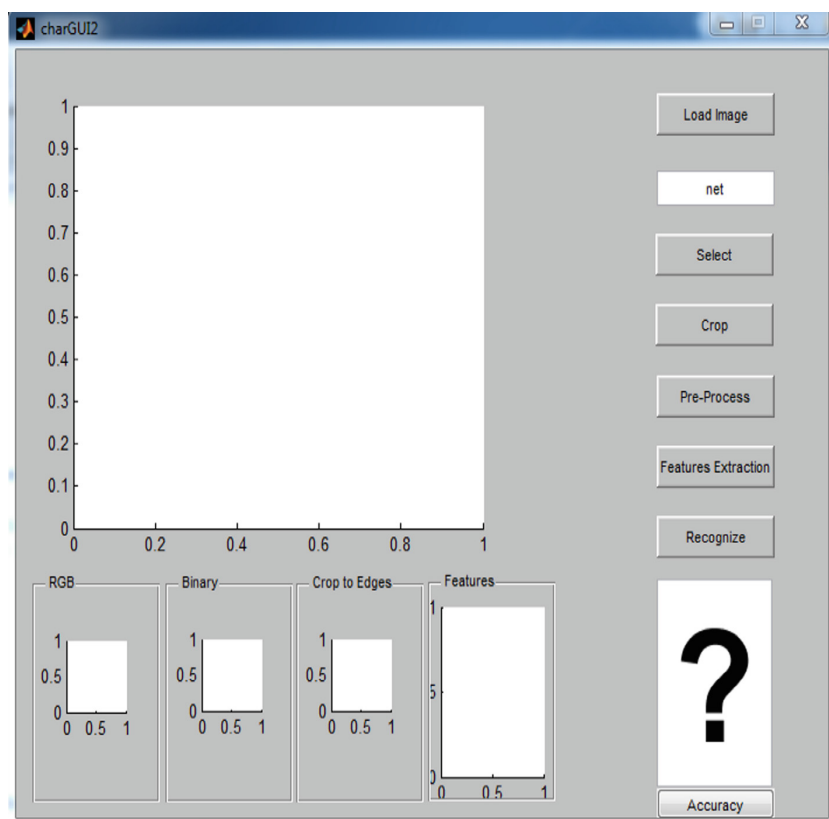 charGUI2
Load Image
1
0.9
0.8
0.7
0.6
0.5
0.4
0.3
0.2
0.1
0
0 0.2 0.4 0.6 0.8 1
net
Select
Crop
Pre-Process
Features Extraction
Recognize
RGB
1
0.5
0
0 0.5 1
Binary
1
0.5
0
0 0.5 1
Crop to Edges
1
0.5
0
0 0.5 1
Features
1
5
0
0 0.5 1
?
Accuracy